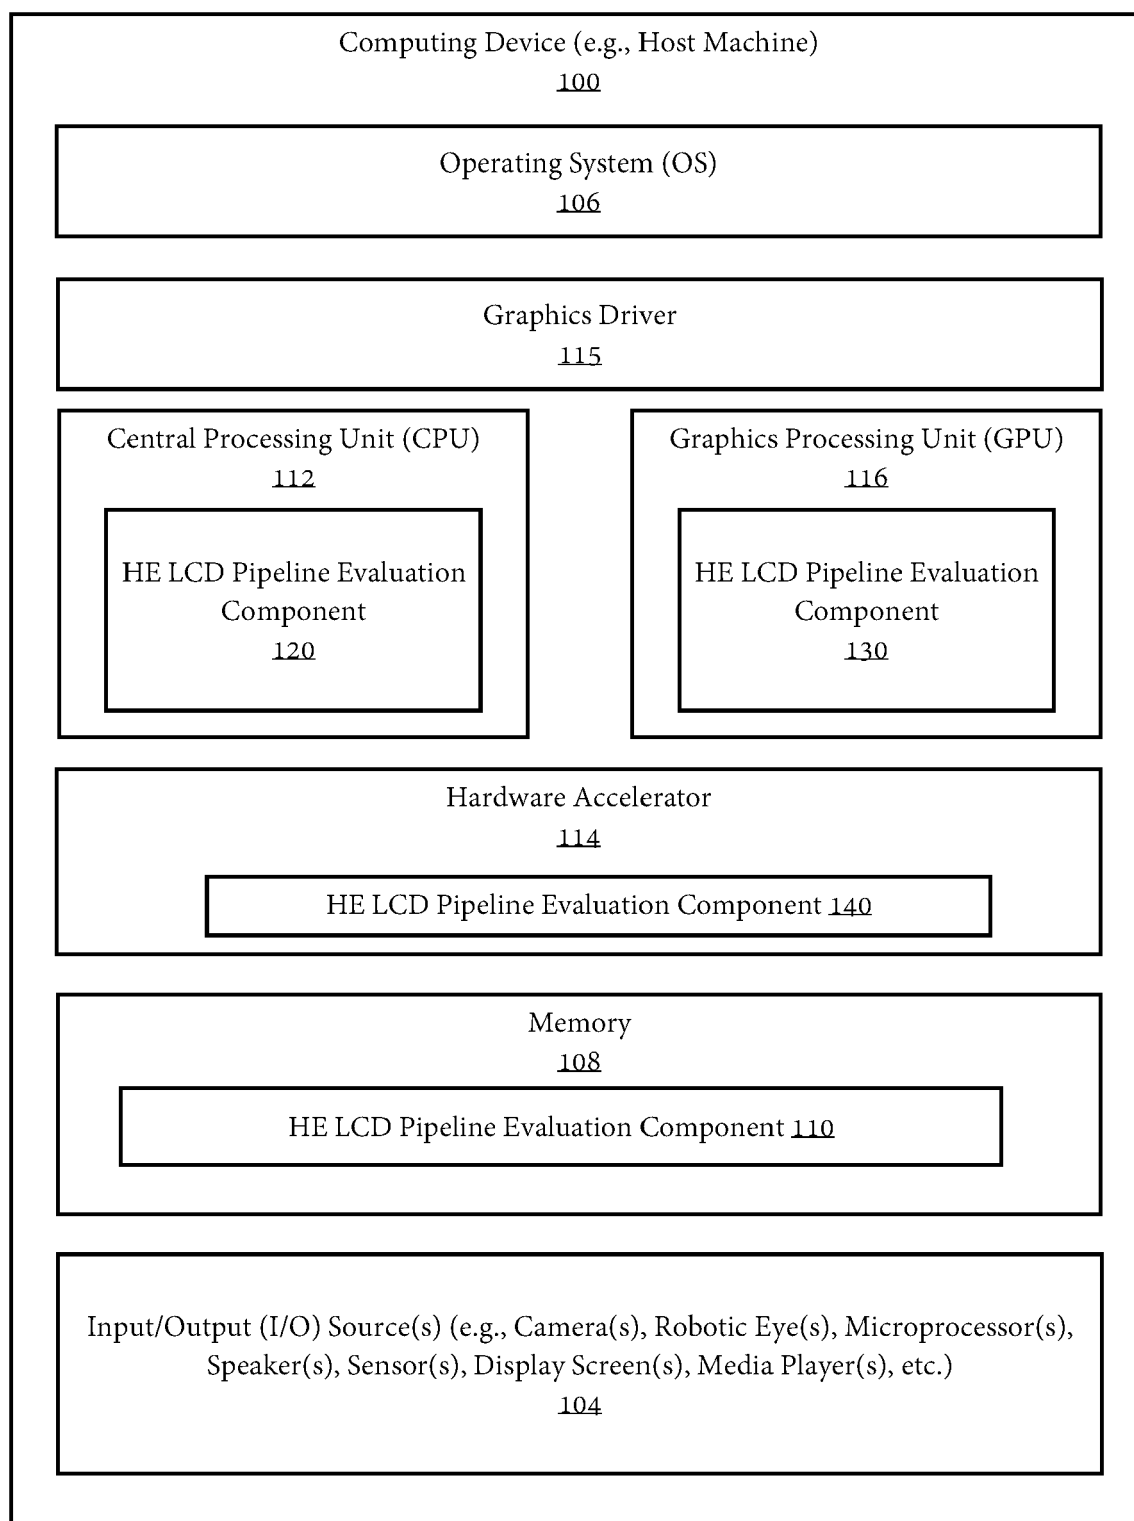 Computing Device (e.g., Host Machine)
100
Operating System (OS)
106
Graphics Driver
115
Central Processing Unit (CPU)
112
HE LCD Pipeline Evaluation
Component
120
Graphics Processing Unit (GPU)
116
HE LCD Pipeline Evaluation
Component
130
Hardware Accelerator
114
HE LCD Pipeline Evaluation Component 140
Memory
108
HE LCD Pipeline Evaluation Component 110
Input/Output (I/O) Source(s) (e.g., Camera(s), Robotic Eye(s), Microprocessor(s),
Speaker(s), Sensor(s), Display Screen(s), Media Player(s), etc.)
104